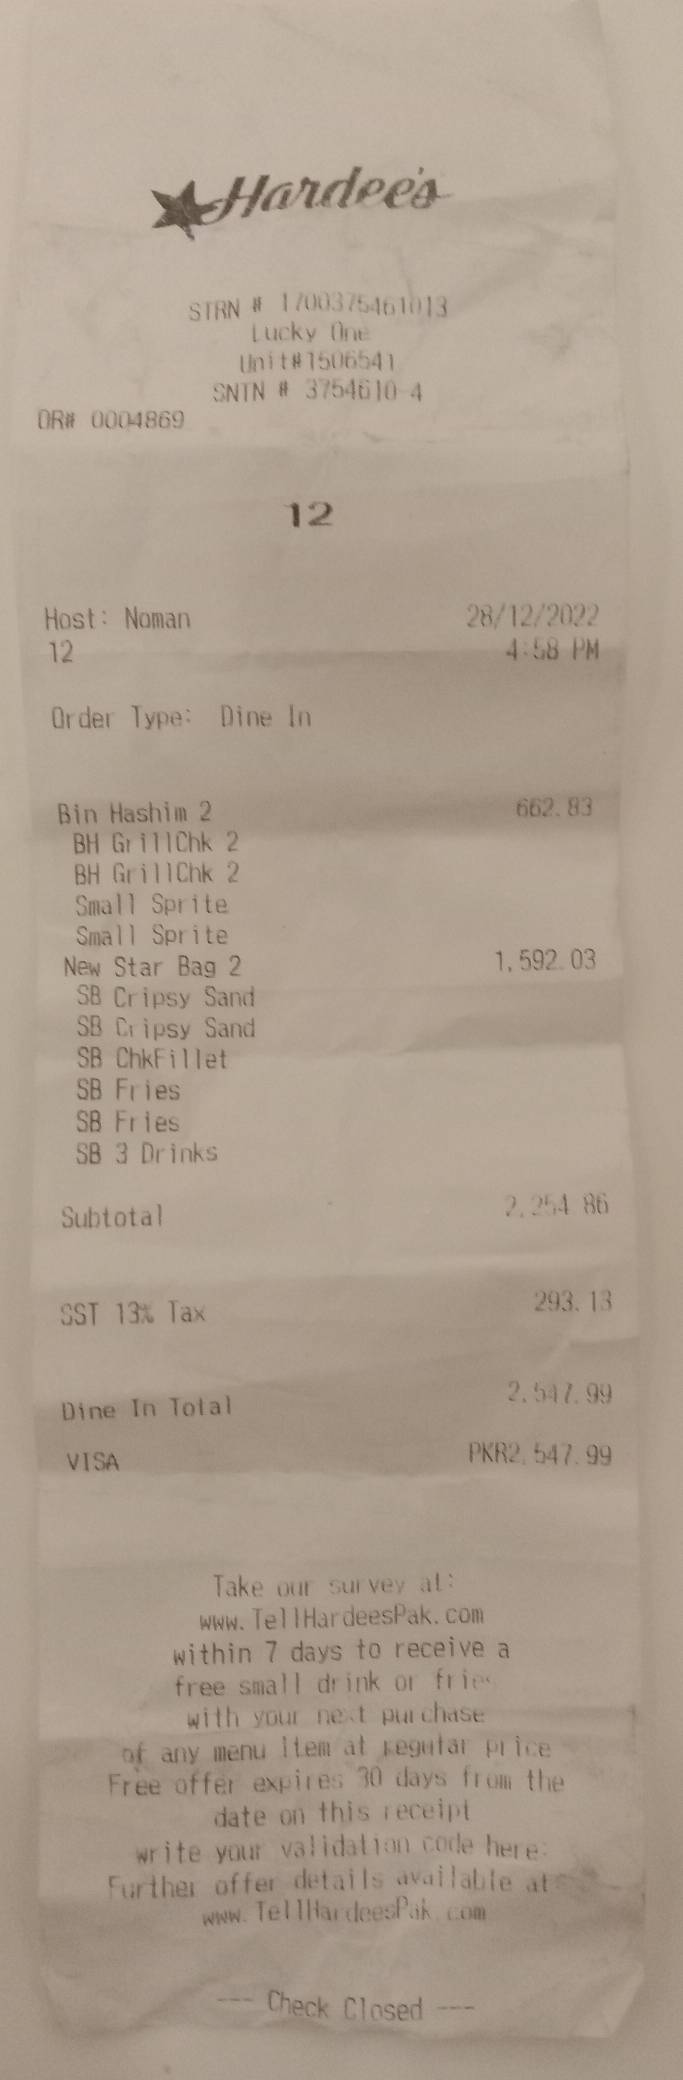 Hardee's
STRN # 1700375461013
Lucky One
Unit#1506541
SNTN # 3754610-4
OR# 0004869
12
Host: Noman 28/12/2022
12 4:58 PM
Order Type: Dine In
Bin Hashim 2 662.83
BH GrillChk 2
BH GrillChk 2
Small Sprite
Small Sprite
New Star Bag 2 1,592.03
SB Cripsy Sand
SB Cripsy Sand
SB ChkFillet
SB Fries
SB Fries
SB 3 Drinks
Subtotal 2,254.86
SST 13% Tax 293.13
Dine In Total 2,547.99
VISA PKR2,547.99
Take our survey at:
www.TellHardeesPak.com
within 7 days to receive a
free small drink or fries
with your next purchase
of any menu Item at regular price
Free offer expires 30 days from the
date on this receipt
write your validation code here:
Further offer details available at
www.TellHardeesPak.com
--- Check Closed ---